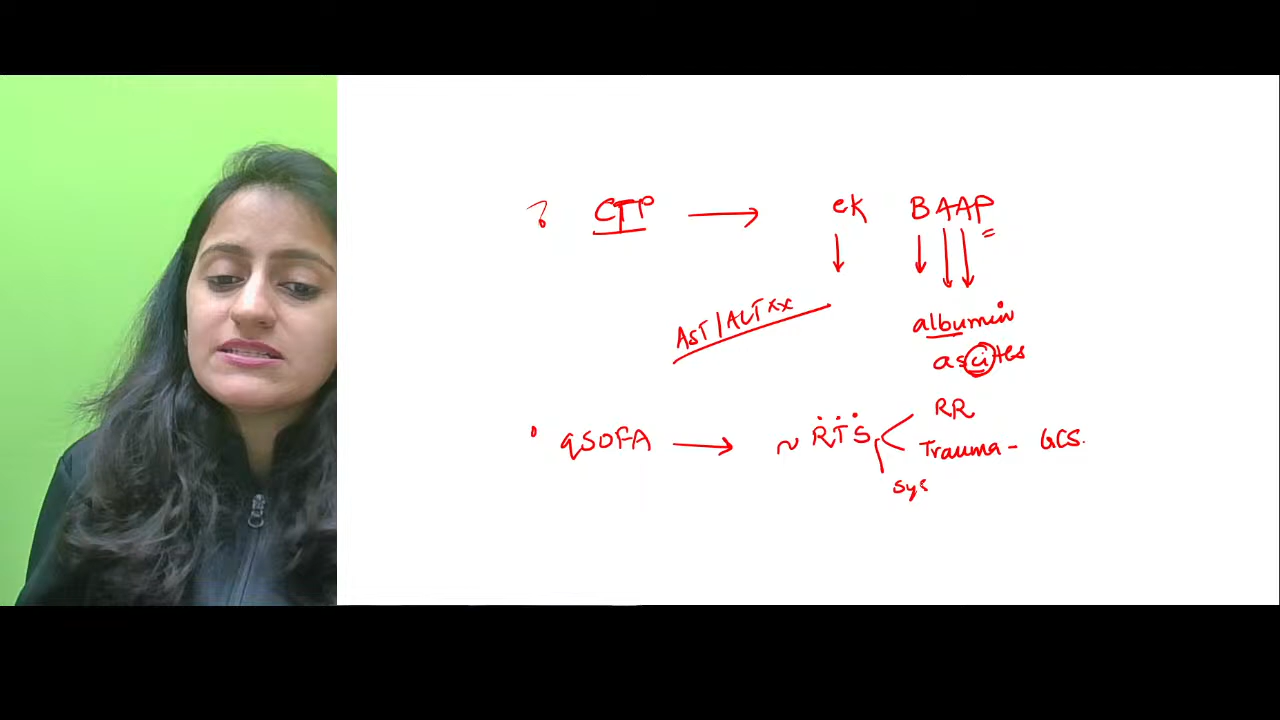 CTP → ek BAAP
AST/ALT xx
albumin
ascites
RR
qSOFA → ~ RTS
Trauma - GCS.
Sys